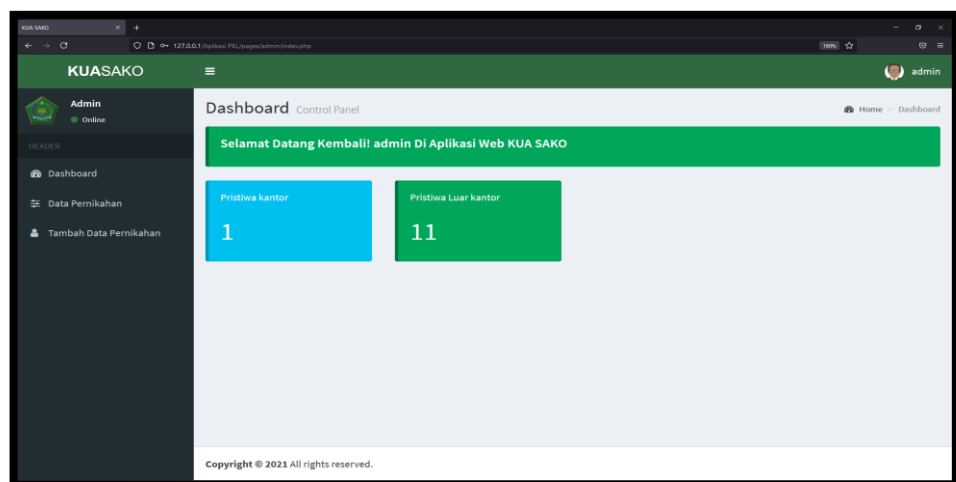 KUA SAKO
127.0.0.1/Aplikasi PKL/pages/admin/index.php
100%
KUASAKO
admin
Admin
Online
Dashboard Control Panel
Home > Dashboard
HEADER
Selamat Datang Kembali! admin Di Aplikasi Web KUA SAKO
Dashboard
Data Pernikahan
Tambah Data Pernikahan
Pristiwa kantor
1
Pristiwa Luar kantor
11
Copyright © 2021 All rights reserved.